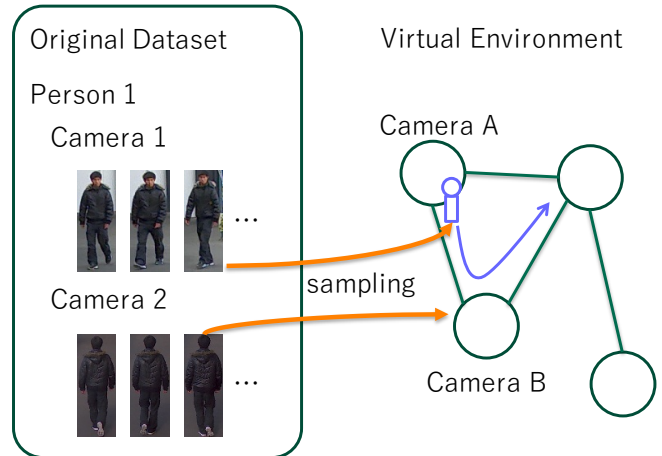 Original Dataset
Virtual Environment
Person 1
Camera 1
Camera A
...
sampling
Camera 2
...
Camera B